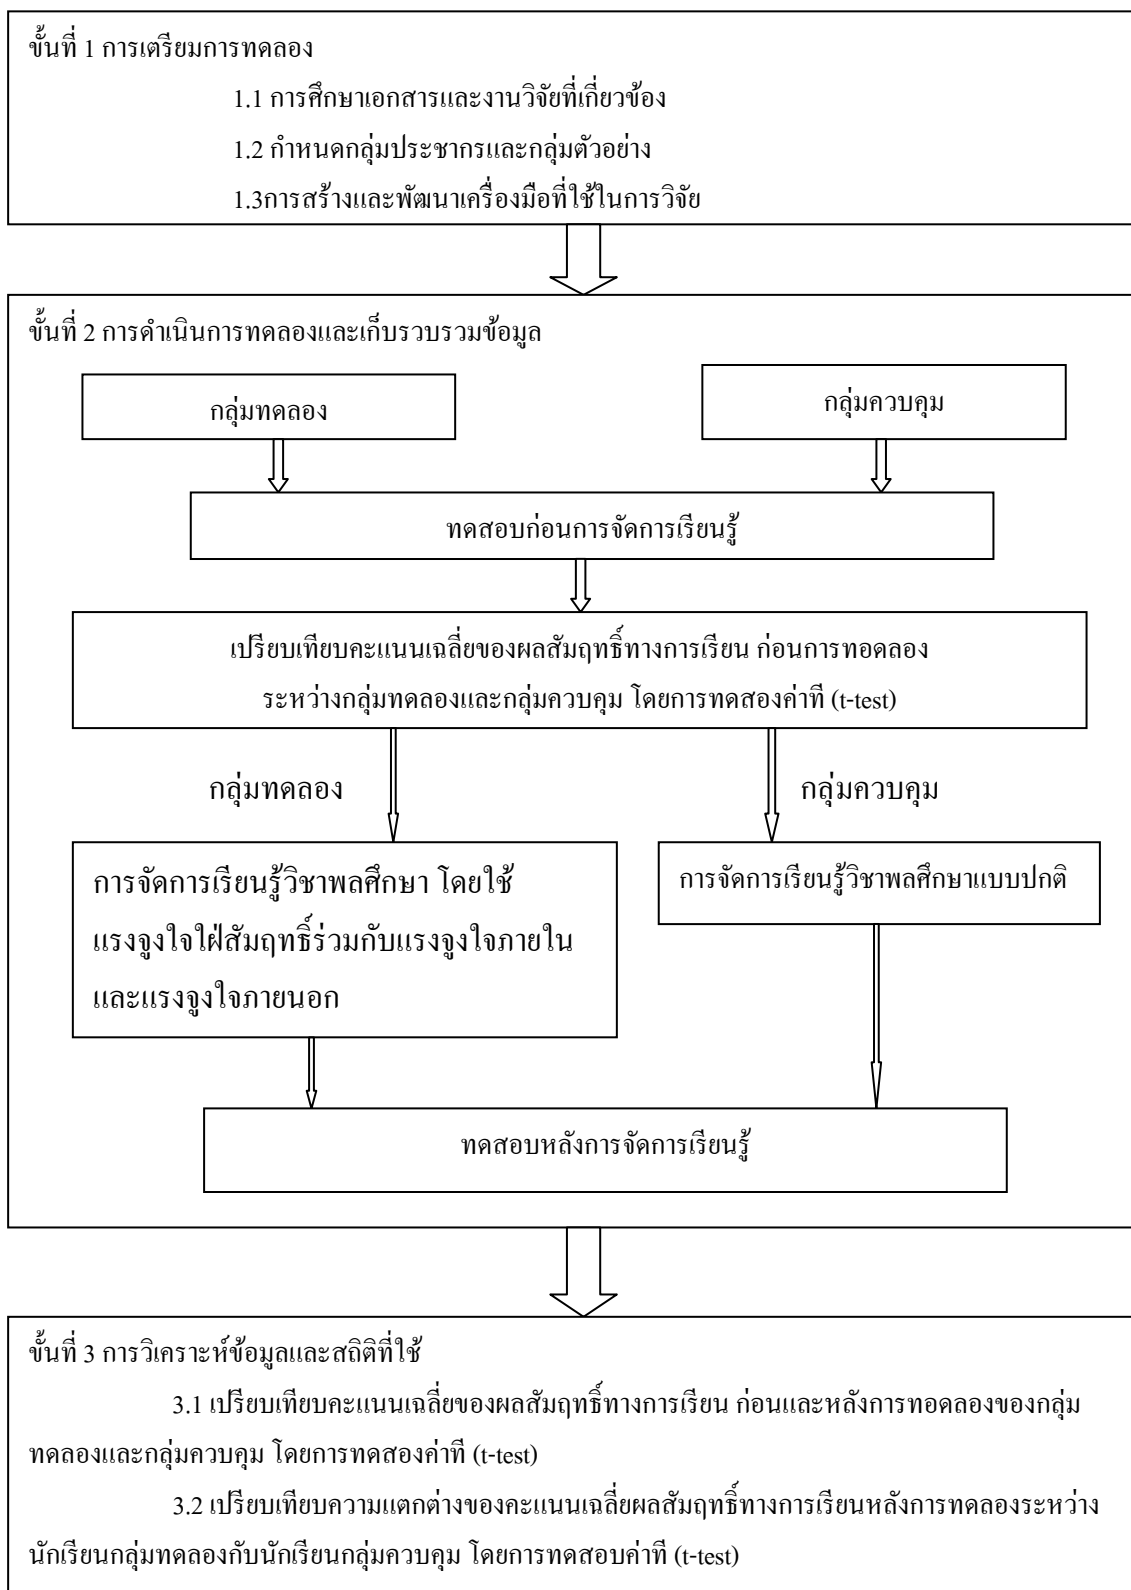 ขั้นที่ 1 การเตรียมการทดลอง
1.1 การศึกษาเอกสารและงานวิจัยที่เกี่ยวข้อง
1.2 กำหนดกลุ่มประชากรและกลุ่มตัวอย่าง
1.3การสร้างและพัฒนาเครื่องมือที่ใช้ในการวิจัย
ขั้นที่ 2 การดำเนินการทดลองและเก็บรวบรวมข้อมูล
กลุ่มทดลอง
กลุ่มควบคุม
ทดสอบก่อนการจัดการเรียนรู้
เปรียบเทียบคะแนนเฉลี่ยของผลสัมฤทธิ์ทางการเรียน ก่อนการทอดลอง
ระหว่างกลุ่มทดลองและกลุ่มควบคุม โดยการทดสองค่าที (t-test)
กลุ่มทดลอง
กลุ่มควบคุม
การจัดการเรียนรู้วิชาพลศึกษา โดยใช้
แรงจูงใจใฝ่สัมฤทธิ์ร่วมกับแรงจูงใจภายใน
และแรงจูงใจภายนอก
การจัดการเรียนรู้วิชาพลศึกษาแบบปกติ
ทดสอบหลังการจัดการเรียนรู้
ขั้นที่ 3 การวิเคราะห์ข้อมูลและสถิติที่ใช้
3.1 เปรียบเทียบคะแนนเฉลี่ยของผลสัมฤทธิ์ทางการเรียน ก่อนและหลังการทอดลองของกลุ่ม
ทดลองและกลุ่มควบคุม โดยการทดสองค่าที (t-test)
3.2 เปรียบเทียบความแตกต่างของคะแนนเฉลี่ยผลสัมฤทธิ์ทางการเรียนหลังการทดลองระหว่าง
นักเรียนกลุ่มทดลองกับนักเรียนกลุ่มควบคุม โดยการทดสอบค่าที (t-test)